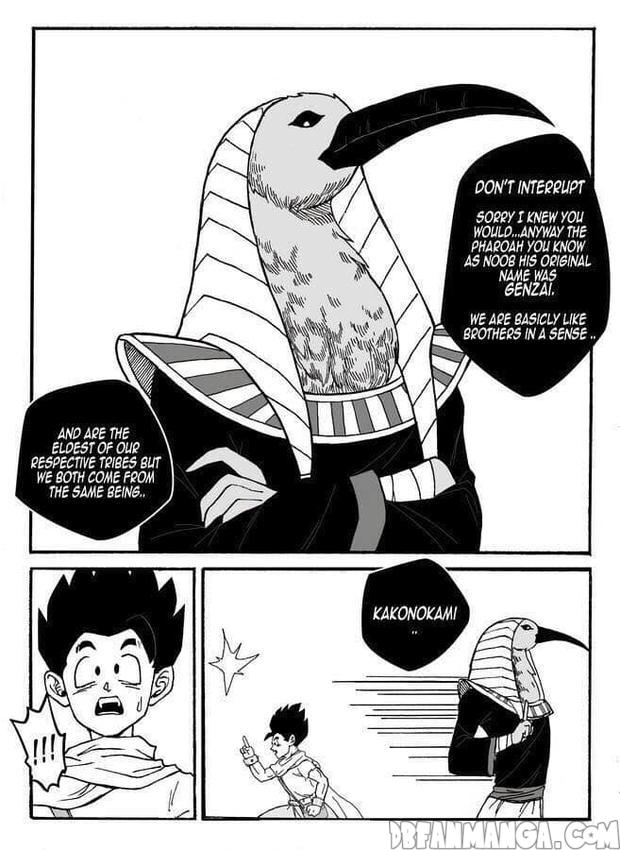 DON'T INTERRUPT
SORRY I KNEW YOU
WOULD...ANYWAY THE
PHAROAH YOU KNOW
AS NOOB HIS ORIGINAL
NAME WAS
GENZAI.
WE ARE BASICLY LIKE
BROTHERS IN A SENSE ..
AND ARE THE
ELDEST OF OUR
RESPECTIVE TRIBES BUT
WE BOTH COME FROM
THE SAME BEING..
!!!!
KAKONOKAMI
..
DBFANMANGA.COM